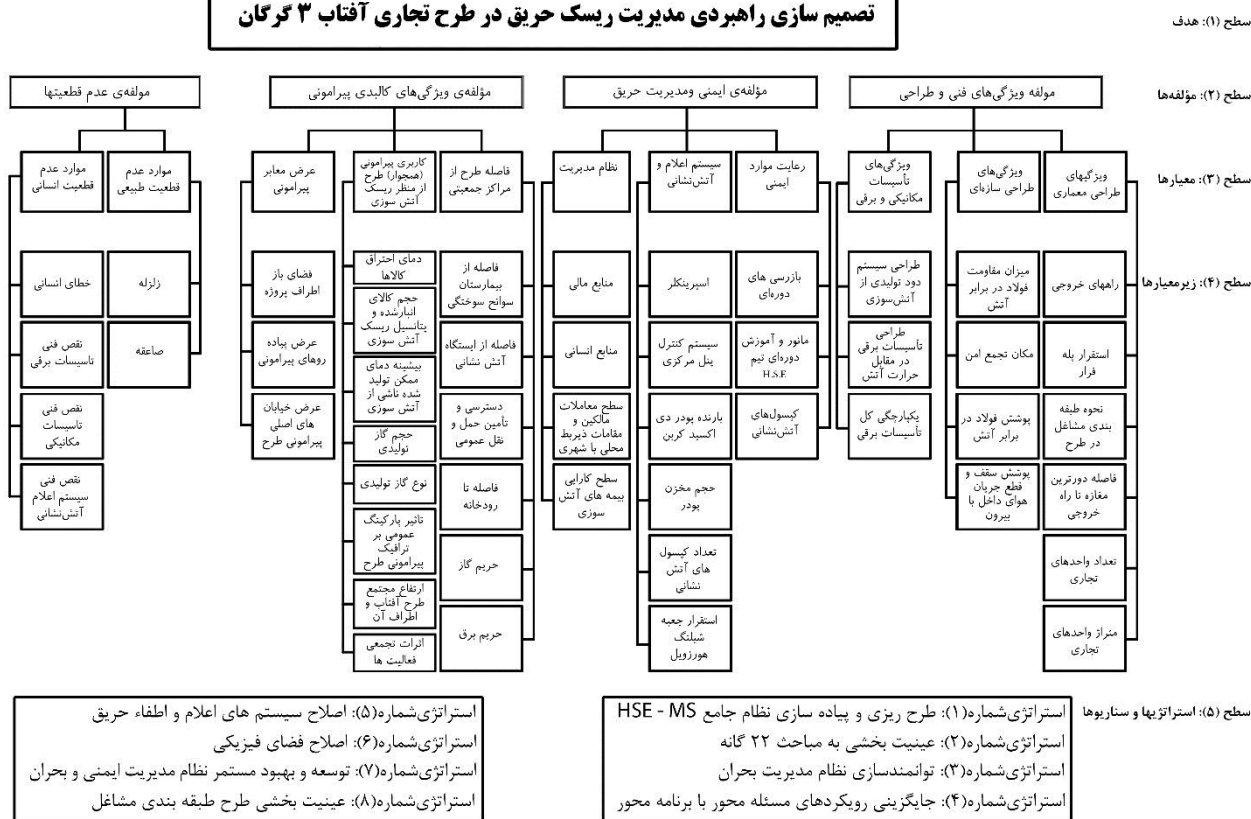 تصمیم سازی راهبردی مدیریت ریسک حریق در طرح تجاری آفتاب ۳ گرگان
سطح (۱): هدف
سطح (۲): مؤلفه‌ها
مولفه ویژگی‌های فنی و طراحی
مؤلفه‌ی ایمنی ومدیریت حریق
مؤلفه‌ی ویژگی‌های کالبدی پیرامونی
مولفه‌ی عدم قطعیتها
سطح (۳): معیارها
ویژگیهای
طراحی معماری
ویژگی‌های
طراحی سازه‌ای
ویژگی‌های
تأسیسات
مکانیکی و برقی
رعایت موارد
ایمنی
سیستم اعلام و
آتش‌نشانی
نظام مدیریت
فاصله طرح از
مراکز جمعیتی
کاربری پیرامونی
(همجوار) طرح
از منظر ریسک
آتش سوزی
عرض معابر
پیرامونی
موارد عدم
قطعیت طبیعی
موارد عدم
قطعیت انسانی
سطح (۴): زیرمعیارها
راههای خروجی
استقرار پله
فرار
نحوه طبقه
بندی مشاغل
در طرح
فاصله دورترین
مغازه تا راه
خروجی
تعداد واحدهای
تجاری
متراژ واحدهای
تجاری
میزان مقاومت
فولاد در برابر
آتش
مکان تجمع امن
پوشش فولاد در
برابر آتش
پوشش سقف و
قطع جریان
هوای داخل با
بیرون
طراحی سیستم
دود تولیدی از
آتش‌سوزی
طراحی
تأسیسات برقی
در مقابل
حرارت آتش
یکپارچگی کل
تأسیسات برقی
بازرسی های
دوره‌ای
مانور و آموزش
دوره‌ای تیم
H.S.E
کپسول‌های
آتش‌نشانی
اسپرینکلر
سیستم کنترل
پنل مرکزی
بارنده پودر دی
اکسید کربن
حجم مخزن
پودر
تعداد کپسول
های آتش
نشانی
استقرار جعبه
شیلنگ
هوزرویل
منابع مالی
منابع انسانی
سطح معاملات
مالکین و
مقامات ذیربط
محلی با شهری
سطح کارایی
بیمه های آتش
سوزی
فاصله از
بیمارستان
سوانح سوختگی
فاصله از ایستگاه
آتش نشانی
دسترسی و
تأمین حمل و
نقل عمومی
فاصله تا
رودخانه
حریم گاز
حریم برق
دمای احتراق
کالاها
حجم کالای
انبارشده و
پتانسیل ریسک
آتش سوزی
بیشینه دمای
ممکن تولید
شده ناشی از
آتش سوزی
حجم گاز
تولیدی
نوع گاز تولیدی
تاثیر پارکینگ
عمومی بر
ترافیک
پیرامونی طرح
ارتفاع مجتمع
طرح آفتاب و
اطراف آن
اثرات تجمعی
فعالیت ها
فضای باز
اطراف پروژه
عرض پیاده
روهای پیرامونی
عرض خیابان
های اصلی
پیرامونی طرح
زلزله
صاعقه
خطای انسانی
نقص فنی
تاسیسات برقی
نقص فنی
تاسیسات
مکانیکی
نقص فنی
سیستم اعلام
آتش‌نشانی
سطح (۵): استراتژیها و سناریوها
استراتژی‌شماره(۱): طرح ریزی و پیاده سازی نظام جامع HSE - MS
استراتژی‌شماره(۲): عینیت بخشی به مباحث ۲۲ گانه
استراتژی‌شماره(۳): توانمندسازی نظام مدیریت بحران
استراتژی‌شماره(۴): جایگزینی رویکردهای مسئله محور با برنامه محور
استراتژی‌شماره(۵): اصلاح سیستم های اعلام و اطفاء حریق
استراتژی‌شماره(۶): اصلاح فضای فیزیکی
استراتژی‌شماره(۷): توسعه و بهبود مستمر نظام مدیریت ایمنی و بحران
استراتژی‌شماره(۸): عینیت بخشی طرح طبقه بندی مشاغل